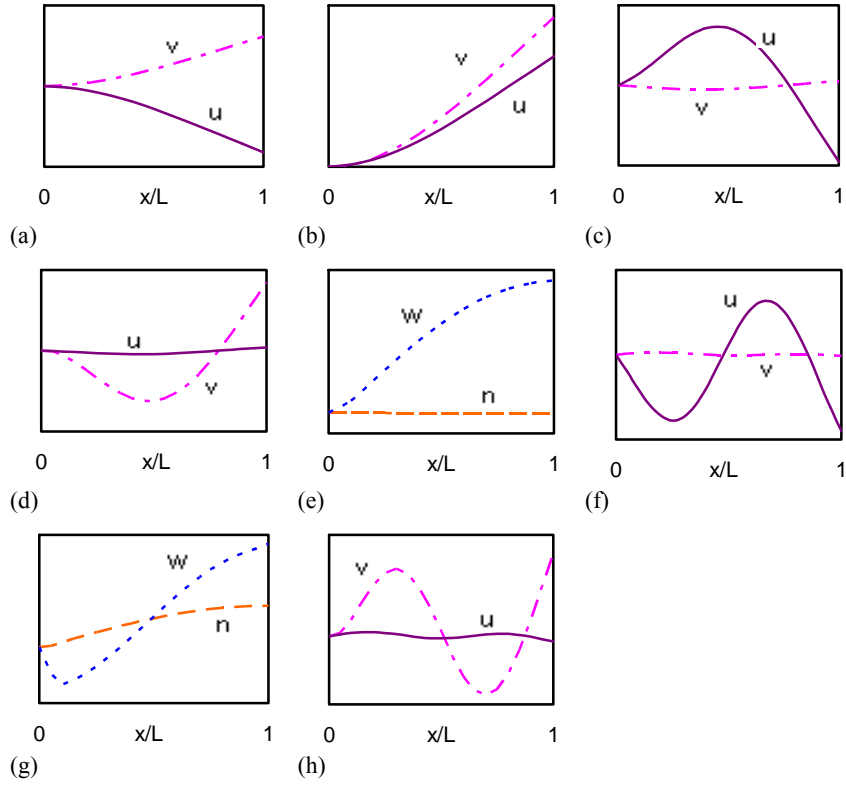 v
u
0 x/L 1
(a)
v
u
0 x/L 1
(b)
u
v
0 x/L 1
(c)
u
v
0 x/L 1
(d)
w
n
0 x/L 1
(e)
u
v
0 x/L 1
(f)
w
n
0 x/L 1
(g)
v
u
0 x/L 1
(h)